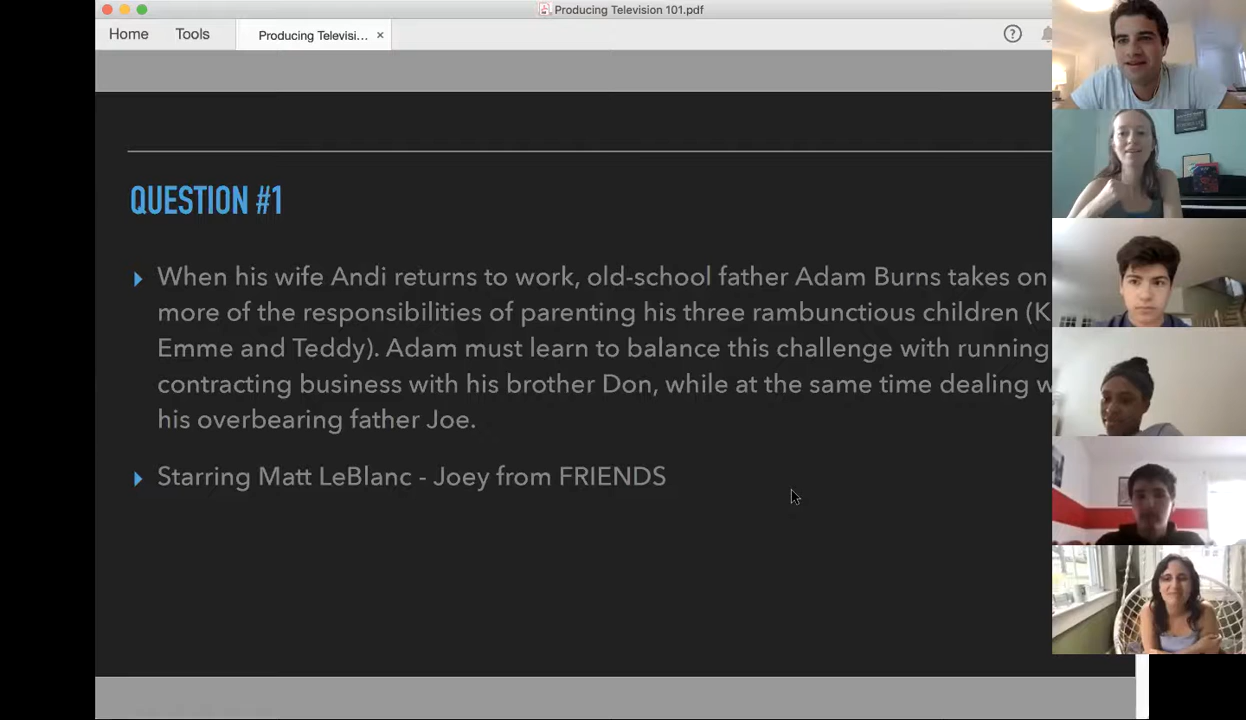 Producing Television 101.pdf
Home Tools Producing Televisi... ×
?
QUESTION #1
When his wife Andi returns to work, old-school father Adam Burns takes on
more of the responsibilities of parenting his three rambunctious children (K
Emme and Teddy). Adam must learn to balance this challenge with running
contracting business with his brother Don, while at the same time dealing w
his overbearing father Joe.
Starring Matt LeBlanc - Joey from FRIENDS